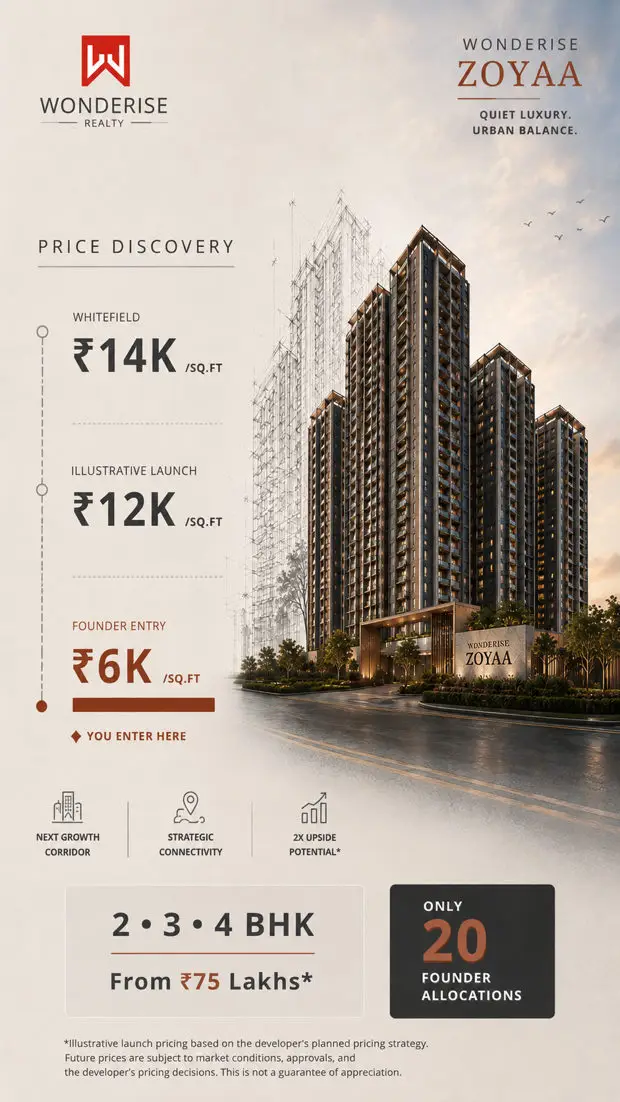 WONDERISE
REALTY
WONDERISE
ZOYAA
QUIET LUXURY.
URBAN BALANCE.
PRICE DISCOVERY
WHITEFIELD
₹14K /SQ.FT
ILLUSTRATIVE LAUNCH
₹12K /SQ.FT
FOUNDER ENTRY
₹6K /SQ.FT
YOU ENTER HERE
WONDERISE
ZOYAA
NEXT GROWTH
CORRIDOR
STRATEGIC
CONNECTIVITY
2X UPSIDE
POTENTIAL*
2 • 3 • 4 BHK
From ₹75 Lakhs*
ONLY
20
FOUNDER
ALLOCATIONS
*Illustrative launch pricing based on the developer's planned pricing strategy.
Future prices are subject to market conditions, approvals, and
the developer's pricing decisions. This is not a guarantee of appreciation.